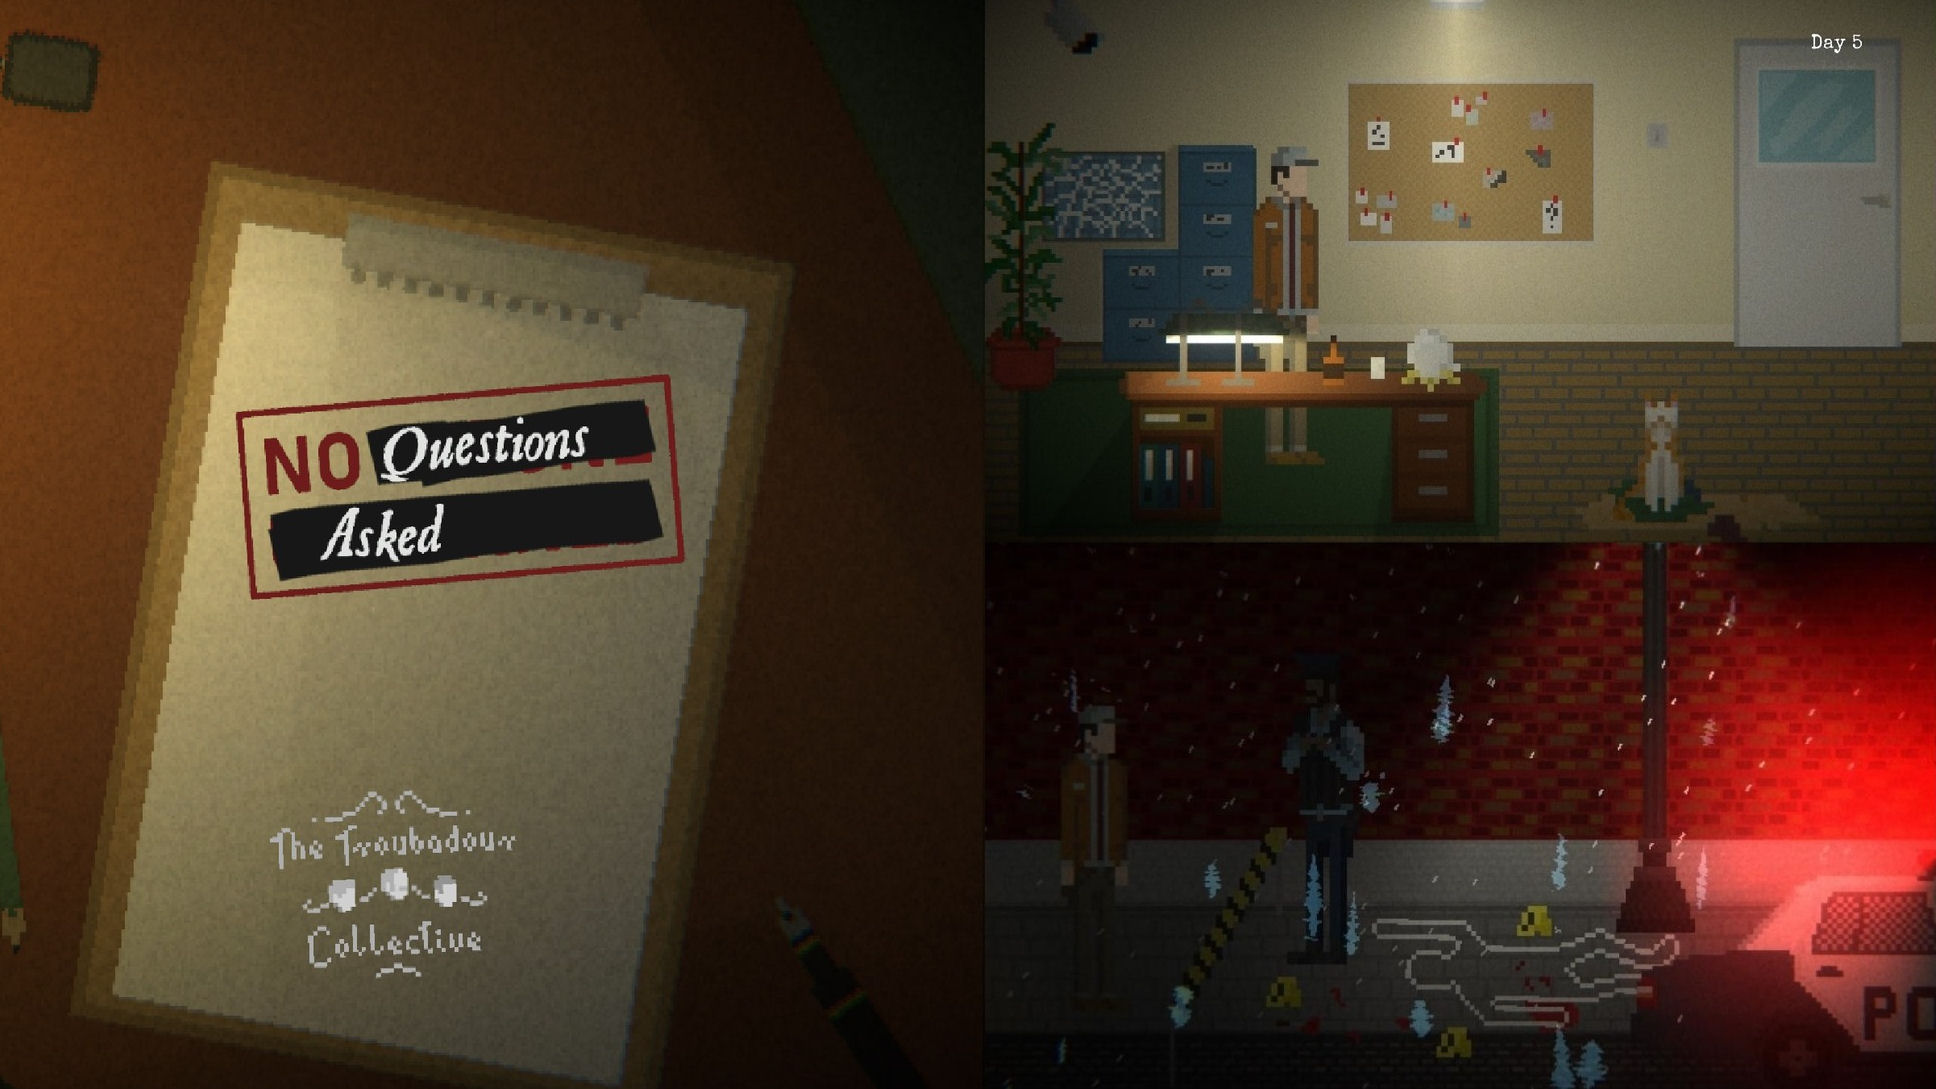 NO Questions
Asked
The Troubadour
Collective
Day 5
PO